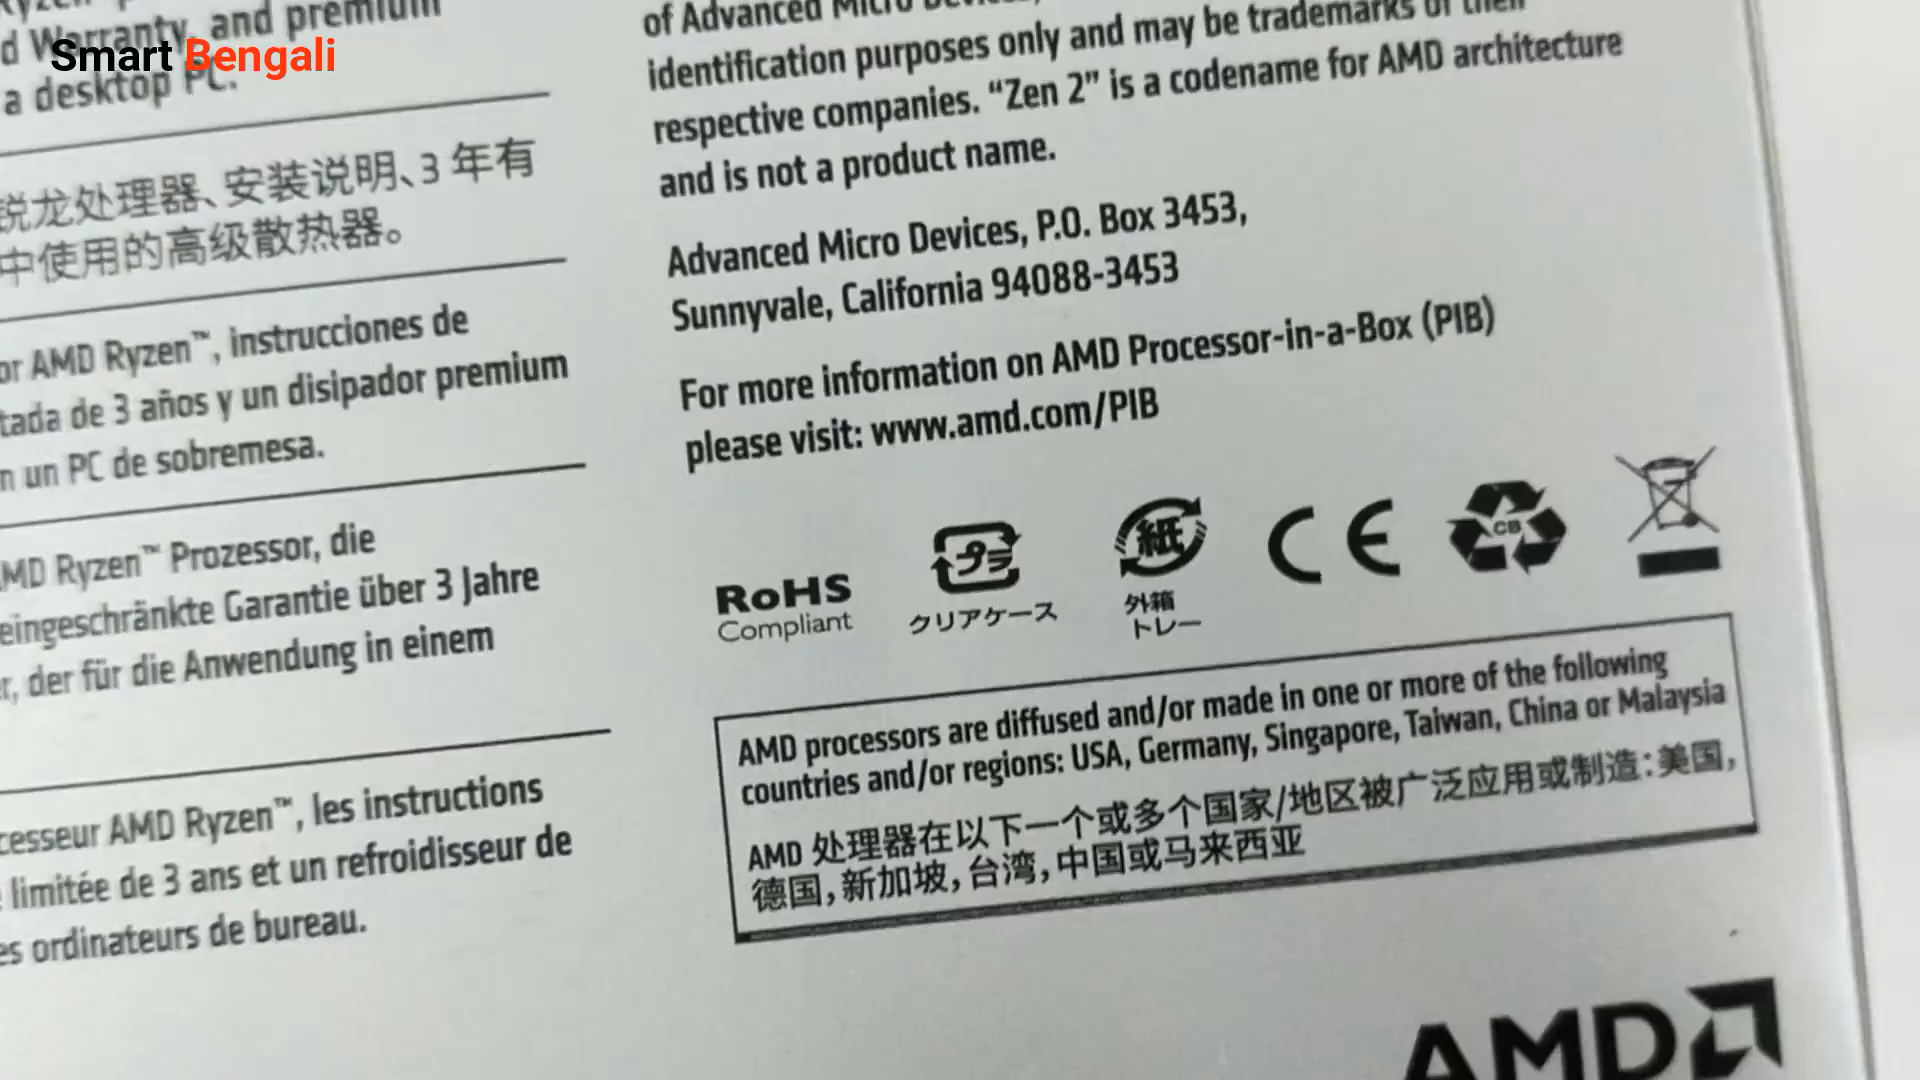 Smart Bengali
d Warranty, and premium
a desktop PC.
锐龙处理器、安装说明、3 年有
中使用的高级散热器。
or AMD Ryzen™, instrucciones de
tada de 3 años y un disipador premium
n un PC de sobremesa.
AMD Ryzen™ Prozessor, die
eingeschränkte Garantie über 3 Jahre
r, der für die Anwendung in einem
cesseur AMD Ryzen™, les instructions
limitée de 3 ans et un refroidisseur de
es ordinateurs de bureau.
of Advanced Micro Devices,
identification purposes only and may be trademarks of their
respective companies. “Zen 2” is a codename for AMD architecture
and is not a product name.
Advanced Micro Devices, P.O. Box 3453,
Sunnyvale, California 94088-3453
For more information on AMD Processor-in-a-Box (PIB)
please visit: www.amd.com/PIB
RoHS
Compliant
プラ
クリアケース
紙
外箱
トレー
CE
CB
AMD processors are diffused and/or made in one or more of the following
countries and/or regions: USA, Germany, Singapore, Taiwan, China or Malaysia
AMD 处理器在以下一个或多个国家/地区被广泛应用或制造：美国，
德国，新加坡，台湾，中国或马来西亚
AMD